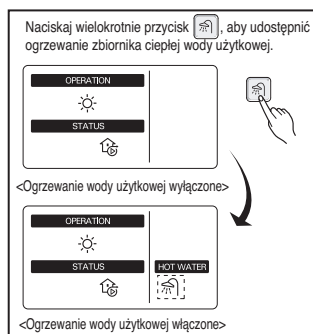 Naciskaj wielokrotnie przycisk , aby udostępnić
ogrzewanie zbiornika ciepłej wody użytkowej.
OPERATION
STATUS
<Ogrzewanie wody użytkowej wyłączone>
OPERATION
STATUS
HOT WATER
<Ogrzewanie wody użytkowej włączone>